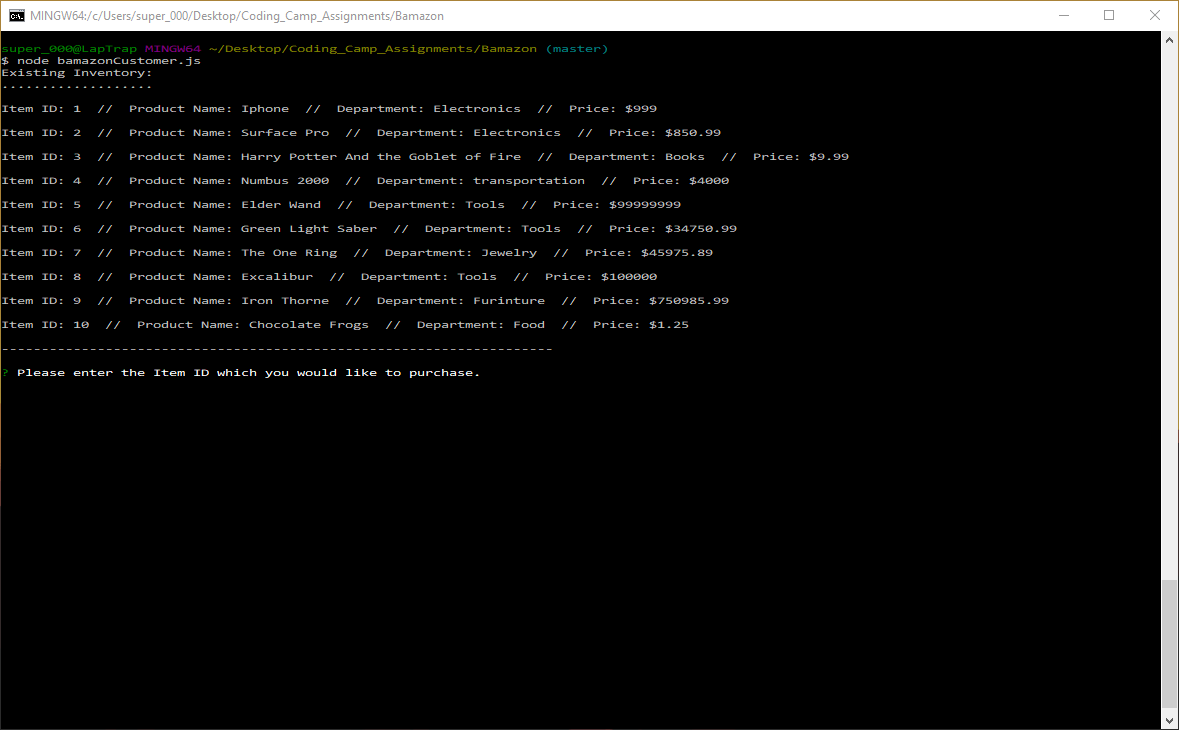 MINGW64:/c/Users/super_000/Desktop/Coding_Camp_Assignments/Bamazon
super_000@LapTrap MINGW64 ~/Desktop/Coding_Camp_Assignments/Bamazon (master)
$ node bamazonCustomer.js
Existing Inventory:
...................
Item ID: 1  //  Product Name: Iphone  //  Department: Electronics  //  Price: $999
Item ID: 2  //  Product Name: Surface Pro  //  Department: Electronics  //  Price: $850.99
Item ID: 3  //  Product Name: Harry Potter And the Goblet of Fire  //  Department: Books  //  Price: $9.99
Item ID: 4  //  Product Name: Numbus 2000  //  Department: transportation  //  Price: $4000
Item ID: 5  //  Product Name: Elder Wand  //  Department: Tools  //  Price: $99999999
Item ID: 6  //  Product Name: Green Light Saber  //  Department: Tools  //  Price: $34750.99
Item ID: 7  //  Product Name: The One Ring  //  Department: Jewelry  //  Price: $45975.89
Item ID: 8  //  Product Name: Excalibur  //  Department: Tools  //  Price: $100000
Item ID: 9  //  Product Name: Iron Thorne  //  Department: Furinture  //  Price: $750985.99
Item ID: 10  //  Product Name: Chocolate Frogs  //  Department: Food  //  Price: $1.25
---------------------------------------------------------------------
? Please enter the Item ID which you would like to purchase.